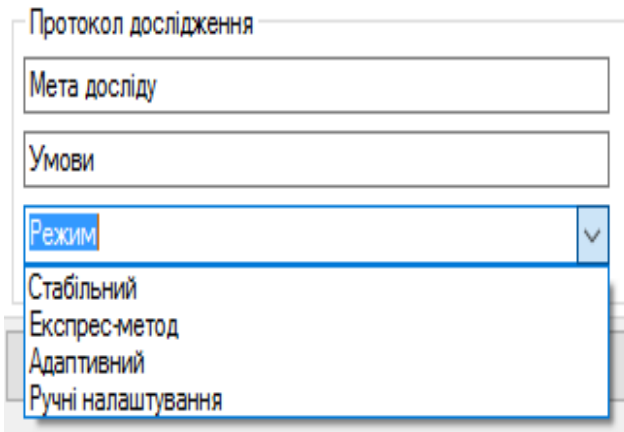 Протокол дослідження
Мета досліду
Умови
Режим
Стабільний
Експрес-метод
Адаптивний
Ручні налаштування